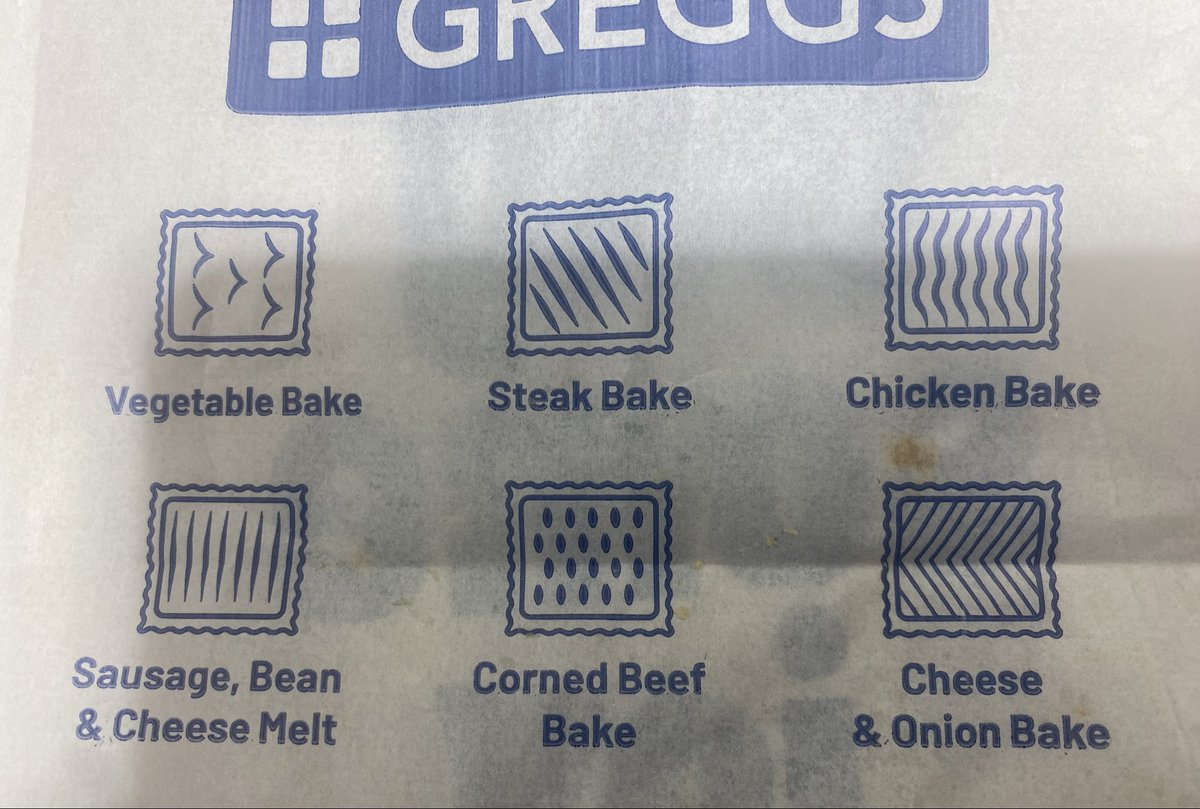 GREGGS
Vegetable Bake
Steak Bake
Chicken Bake
Sausage, Bean
& Cheese Melt
Corned Beef
Bake
Cheese
& Onion Bake